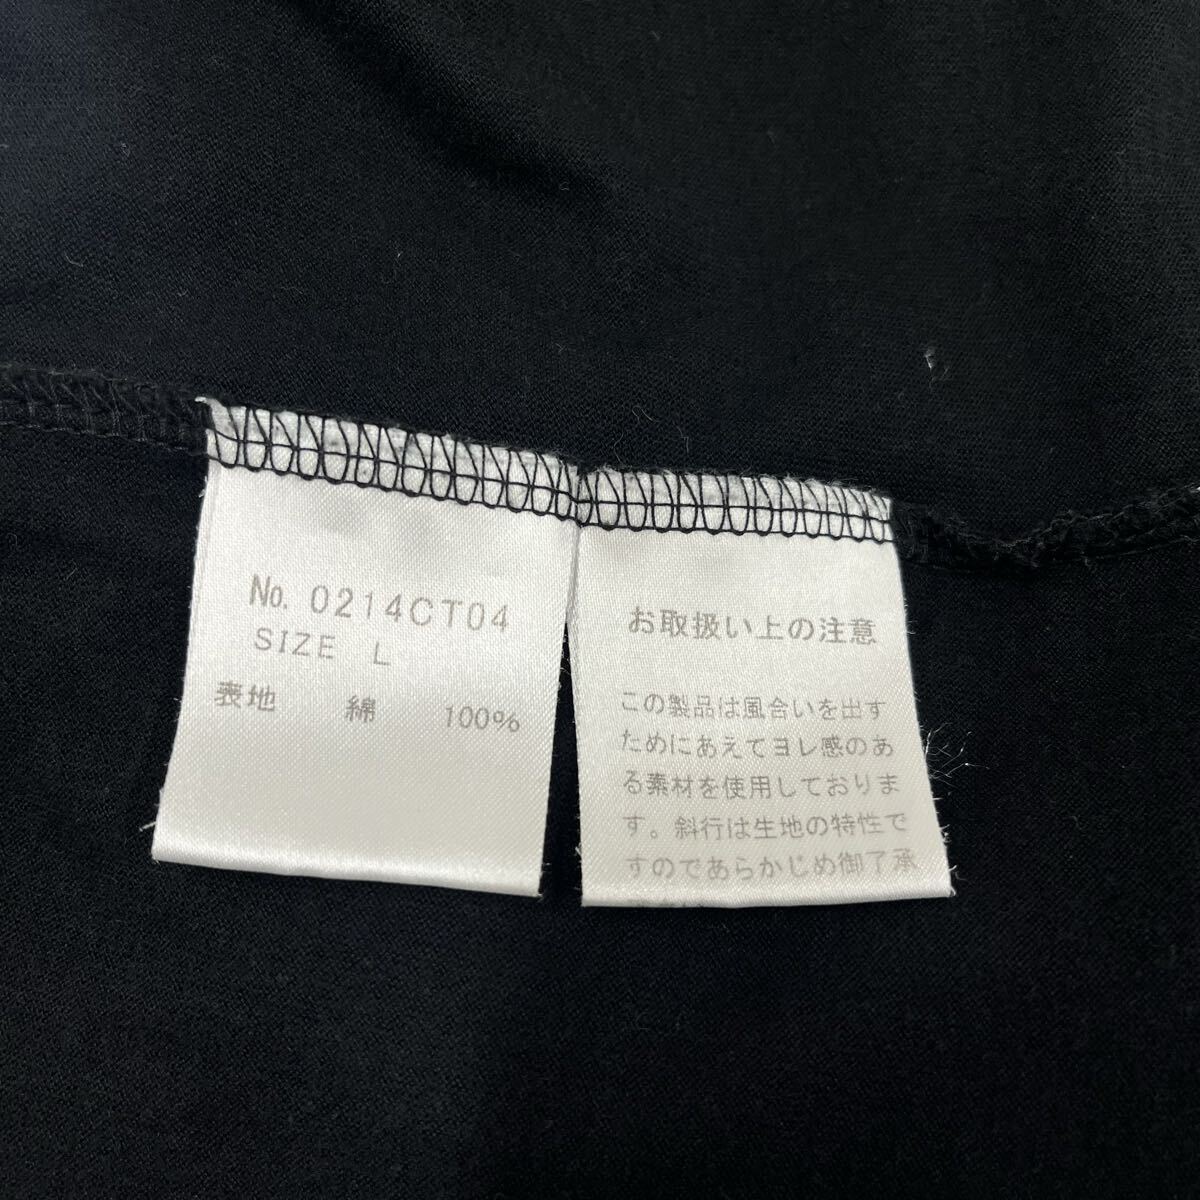 No. 0214CT04
SIZE L
表地 綿 100%
お取扱い上の注意
この製品は風合いを出す
ためにあえてヨレ感のあ
る素材を使用しておりま
す。斜行は生地の特性で
すのであらかじめ御了承